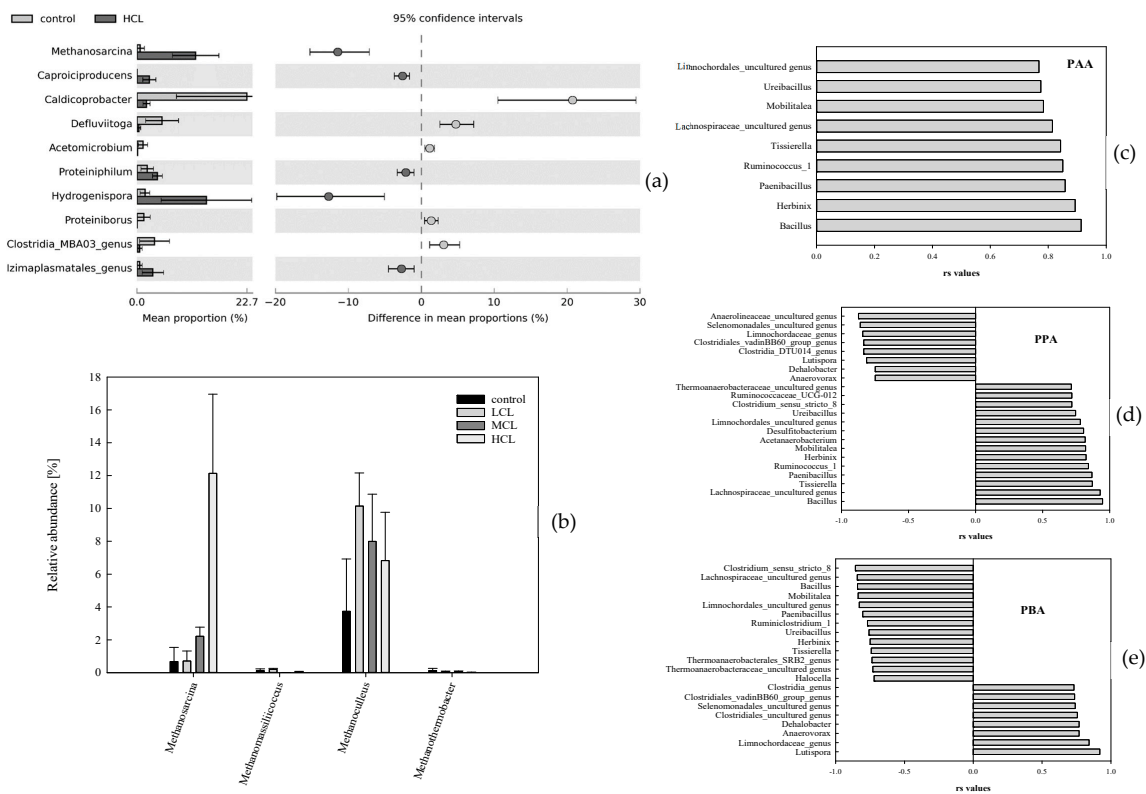 control HCL 95% confidence intervals
Methanosarcina
Caproiciproducens
Caldicoprobacter
Defluviitoga
Acetomicrobium
Proteiniphilum
Hydrogenispora
Proteiniborus
Clostridia_MBA03_genus
Izimaplasmatales_genus
0.0 22.7 −20 −10 0 10 20 30
Mean proportion (%) Difference in mean proportions (%)
(a)
18
16
14
12
10
8
6
4
2
0
Relative abundance [%]
control
LCL
MCL
HCL
Methanosarcina
Methanomassiliicoccus
Methanoculleus
Methanothermobacter
(b)
PAA
Limnochordales_uncultured genus
Ureibacillus
Mobilitalea
Lachnospiraceae_uncultured genus
Tissierella
Ruminococcus_1
Paenibacillus
Herbinix
Bacillus
0.0 0.2 0.4 0.6 0.8 1.0
rs values
(c)
PPA
Anaerolineaceae_uncultured genus
Selenomonadales_uncultured genus
Limnochordaceae_genus
Clostridiales_vadinBB60_group_genus
Clostridia_DTU014_genus
Lutispora
Dehalobacter
Anaerovorax
Thermoanaerobacteraceae_uncultured genus
Ruminococcaceae_UCG-012
Clostridium_sensu_stricto_8
Ureibacillus
Limnochordales_uncultured genus
Desulfitobacterium
Acetanaerobacterium
Mobilitalea
Herbinix
Ruminococcus_1
Paenibacillus
Tissierella
Lachnospiraceae_uncultured genus
Bacillus
-1.0 -0.5 0.0 0.5 1.0
rs values
(d)
PBA
Clostridium_sensu_stricto_8
Lachnospiraceae_uncultured genus
Bacillus
Mobilitalea
Limnochordales_uncultured genus
Paenibacillus
Ruminiclostridium_1
Ureibacillus
Herbinix
Tissierella
Thermoanaerobacterales_SRB2_genus
Thermoanaerobacteraceae_uncultured genus
Halocella
Clostridia_genus
Clostridiales_vadinBB60_group_genus
Selenomonadales_uncultured genus
Clostridiales_uncultured genus
Dehalobacter
Anaerovorax
Limnochordaceae_genus
Lutispora
-1.0 -0.5 0.0 0.5 1.0
rs values
(e)